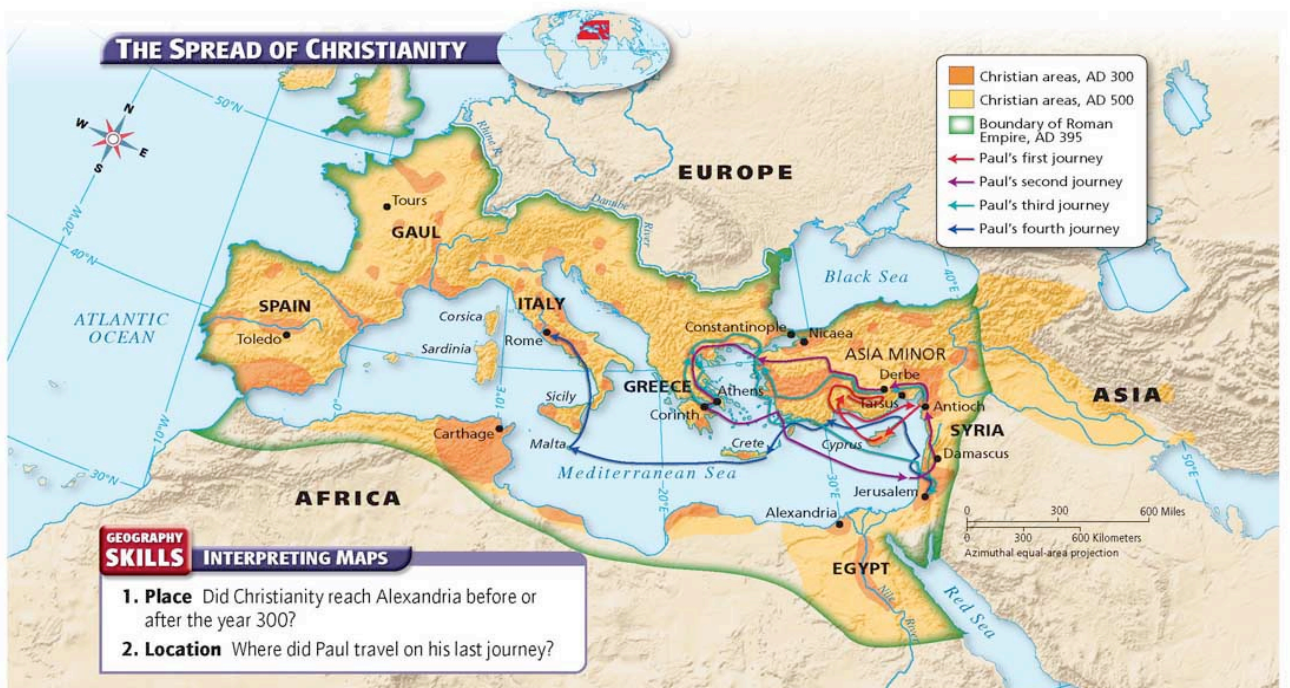 THE SPREAD OF CHRISTIANITY
Christian areas, AD 300
Christian areas, AD 500
Boundary of Roman
Empire, AD 395
Paul's first journey
Paul's second journey
Paul's third journey
Paul's fourth journey
N
W
E
S
50°N
20°W
40°N
10°W
30°N
0°
10°E
20°E
30°E
40°E
50°E
Rhine R.
EUROPE
Danube
River
Tours
GAUL
Black Sea
SPAIN
ITALY
ATLANTIC
OCEAN
Corsica
Constantinople
Nicaea
Toledo
Rome
Sardinia
ASIA MINOR
Derbe
GREECE
Athens
Tarsus
ASIA
Sicily
Corinth
Antioch
Carthage
SYRIA
Malta
Crete
Cyprus
Damascus
Mediterranean Sea
AFRICA
Jerusalem
Alexandria
0 300 600 Miles
0 300 600 Kilometers
Azimuthal equal-area projection
EGYPT
Nile
River
Red Sea
GEOGRAPHY
SKILLS
INTERPRETING MAPS
1. Place Did Christianity reach Alexandria before or
after the year 300?
2. Location Where did Paul travel on his last journey?